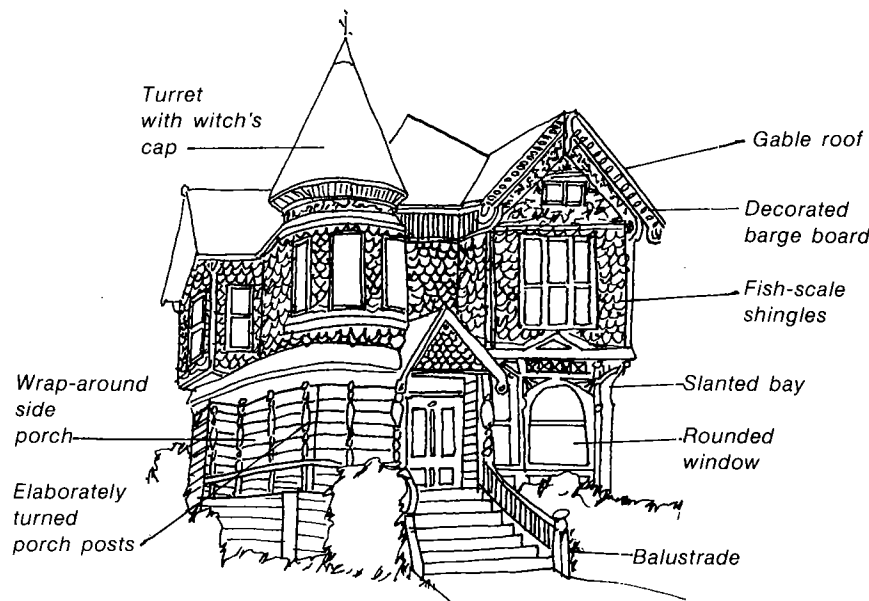 Turret
with witch's
cap
Gable roof
Decorated
barge board
Fish-scale
shingles
Wrap-around
side
porch
Slanted bay
Rounded
window
Elaborately
turned
porch posts
Balustrade